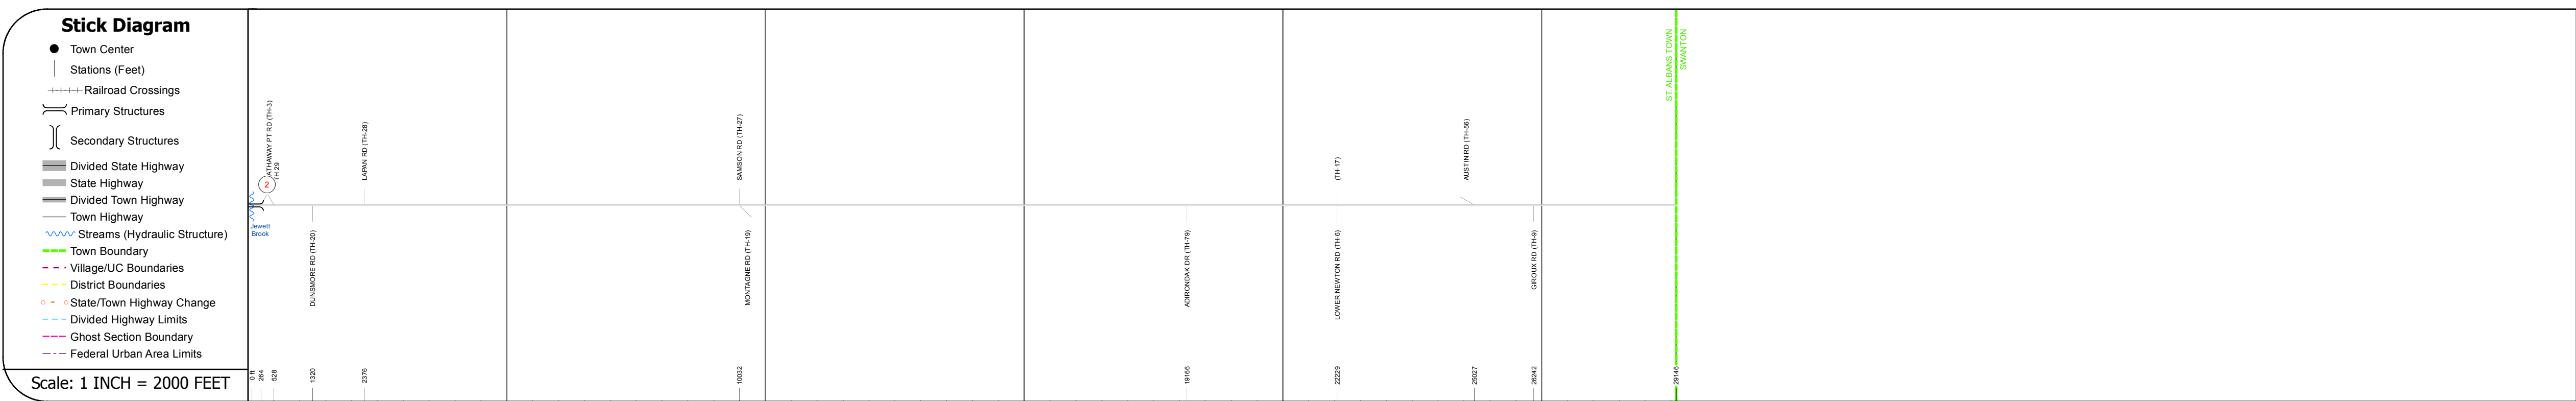 Stick Diagram
Town Center
Stations (Feet)
Railroad Crossings
Primary Structures
Secondary Structures
Divided State Highway
State Highway
Divided Town Highway
Town Highway
Streams (Hydraulic Structure)
Town Boundary
Village/UC Boundaries
District Boundaries
State/Town Highway Change
Divided Highway Limits
Ghost Section Boundary
Federal Urban Area Limits
Scale: 1 INCH = 2000 FEET
ATHAWAY PT RD (TH-3)
TH 29
2
Jewett
Brook
DUNSMORE RD (TH-20)
LAPAN RD (TH-28)
SAMSON RD (TH-27)
MONTAGNE RD (TH-19)
ADIRONDAK DR (TH-79)
(TH-17)
LOWER NEWTON RD (TH-6)
AUSTIN RD (TH-56)
GIROUX RD (TH-9)
ST. ALBANS TOWN
SWANTON
0 ft
264
528
1320
2376
10032
19166
22229
25027
26242
29146